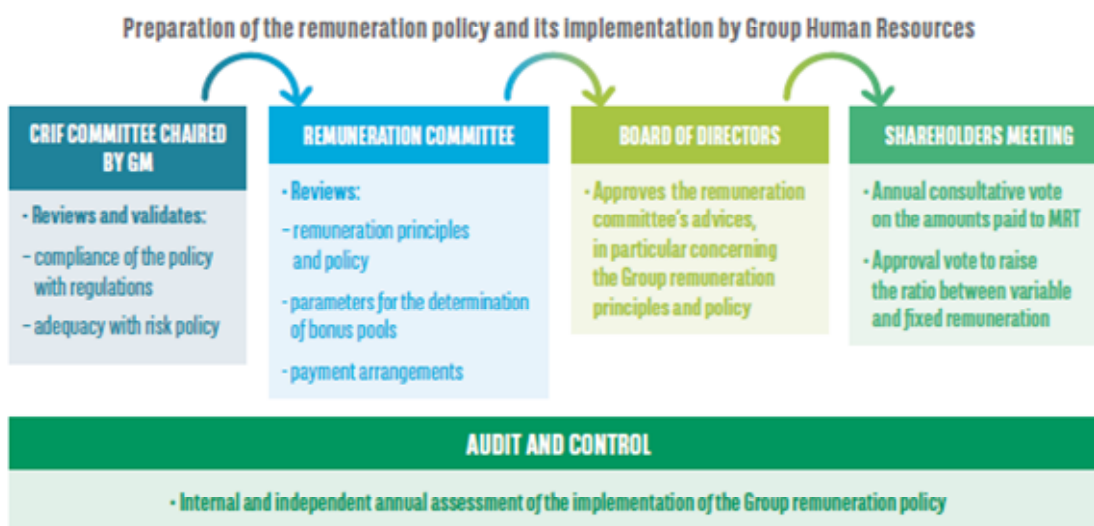 Preparation of the remuneration policy and its implementation by Group Human Resources
CRIF COMMITTEE CHAIRED
BY GM
· Reviews and validates:
– compliance of the policy
with regulations
– adequacy with risk policy
REMUNERATION COMMITTEE
· Reviews:
– remuneration principles
and policy
– parameters for the determination
of bonus pools
– payment arrangements
BOARD OF DIRECTORS
· Approves the remuneration
committee's advices,
in particular concerning
the Group remuneration
principles and policy
SHAREHOLDERS MEETING
· Annual consultative vote
on the amounts paid to MRT
· Approval vote to raise
the ratio between variable
and fixed remuneration
AUDIT AND CONTROL
· Internal and independent annual assessment of the implementation of the Group remuneration policy